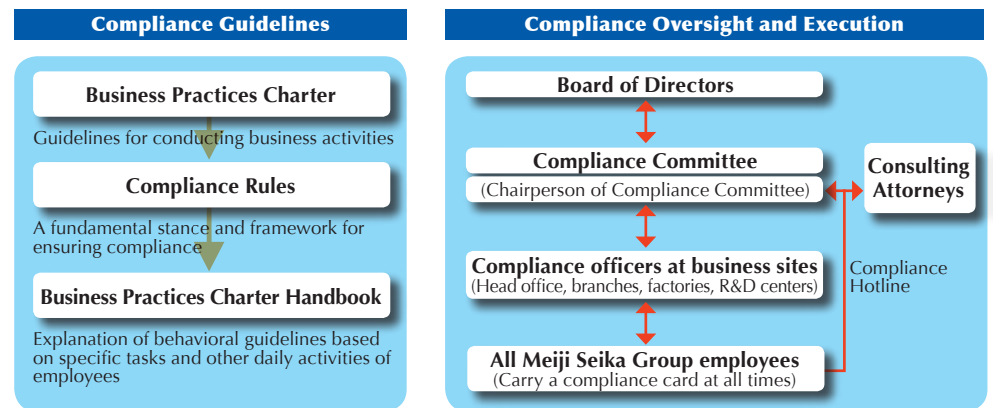 Compliance Guidelines
Business Practices Charter
Guidelines for conducting business activities
Compliance Rules
A fundamental stance and framework for
ensuring compliance
Business Practices Charter Handbook
Explanation of behavioral guidelines based
on specific tasks and other daily activities of
employees
Compliance Oversight and Execution
Board of Directors
Compliance Committee
(Chairperson of Compliance Committee)
Consulting
Attorneys
Compliance officers at business sites
(Head office, branches, factories, R&D centers)
Compliance
Hotline
All Meiji Seika Group employees
(Carry a compliance card at all times)